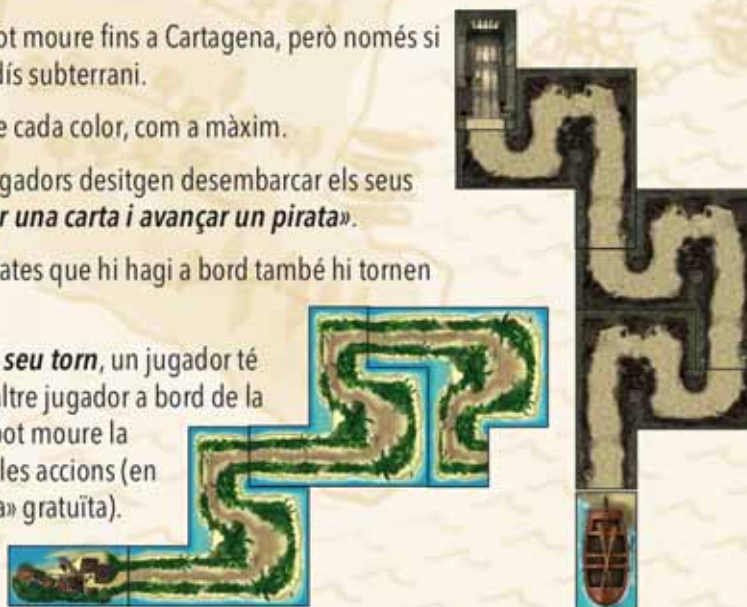 ot moure fins a Cartagena, però només si
dís subterrani.
e cada color, com a màxim.
gadors desitgen desembarcar els seus
r una carta i avançar un pirata».
ates que hi hagi a bord també hi tornen
seu torn, un jugador té
altre jugador a bord de la
pot moure la
les accions (en
a» gratuïta).